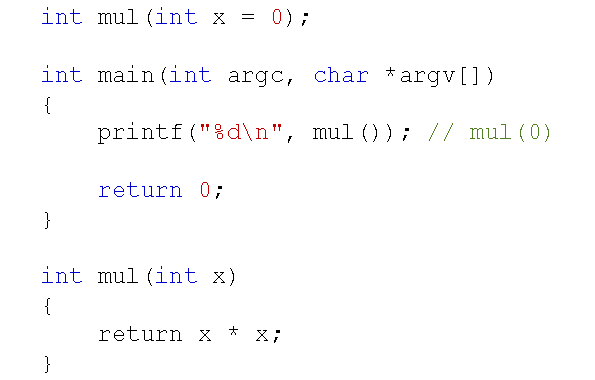 int mul(int x = 0);
int main(int argc, char *argv[])
{
    printf("%d\n", mul()); // mul(0)
    return 0;
}
int mul(int x)
{
    return x * x;
}